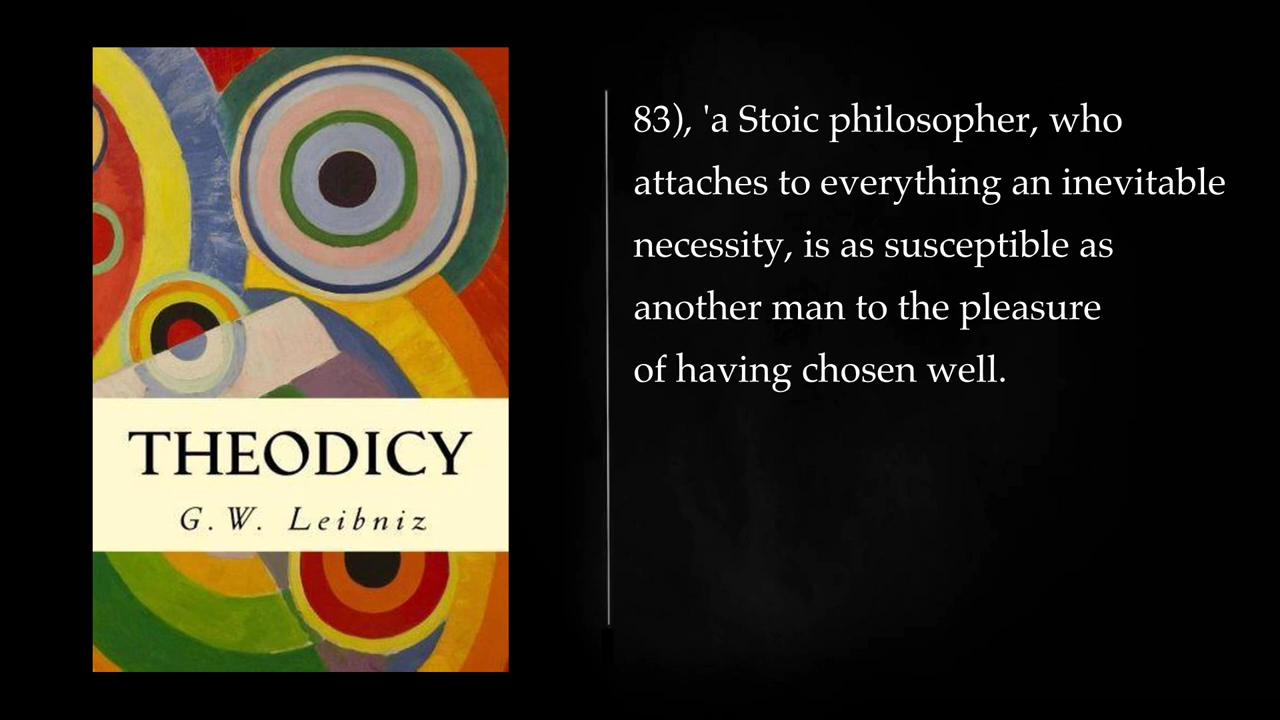 THEODICY
G. W. Leibniz
83), 'a Stoic philosopher, who
attaches to everything an inevitable
necessity, is as susceptible as
another man to the pleasure
of having chosen well.